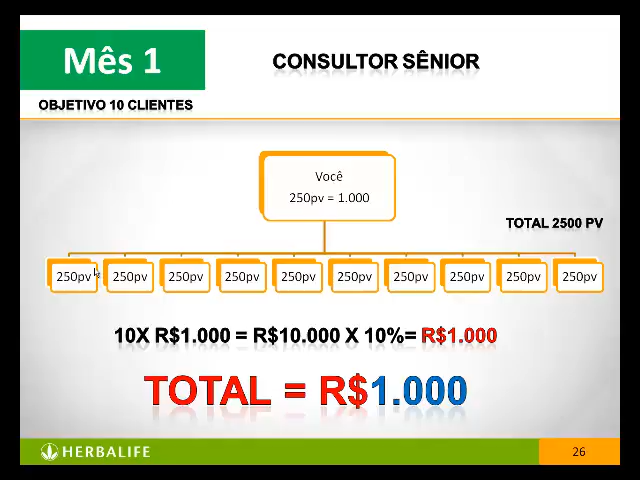 Mês 1
CONSULTOR SÊNIOR
OBJETIVO 10 CLIENTES
Você
250pv = 1.000
TOTAL 2500 PV
250pv 250pv 250pv 250pv 250pv 250pv 250pv 250pv 250pv 250pv
10X R$1.000 = R$10.000 X 10%= R$1.000
TOTAL = R$1.000
HERBALIFE
26